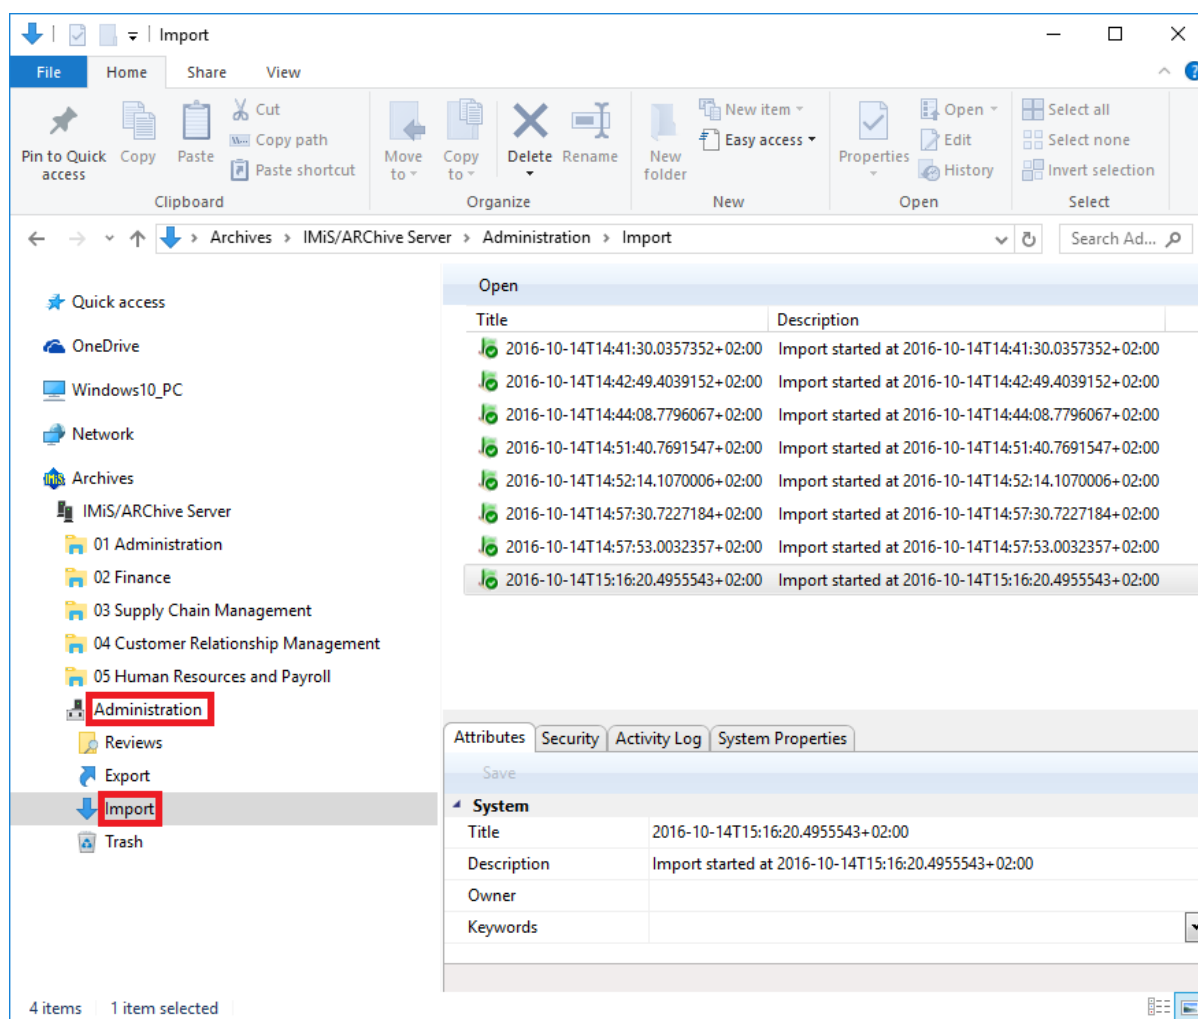 Import
File Home Share View
Pin to Quick access
Copy
Paste
Cut
Copy path
Paste shortcut
Clipboard
Move to
Copy to
Delete
Rename
Organize
New folder
New item
Easy access
New
Properties
Open
Edit
History
Open
Select all
Select none
Invert selection
Select
Archives > IMiS/ARChive Server > Administration > Import
Search Ad...
Quick access
OneDrive
Windows10_PC
Network
Archives
IMiS/ARChive Server
01 Administration
02 Finance
03 Supply Chain Management
04 Customer Relationship Management
05 Human Resources and Payroll
Administration
Reviews
Export
Import
Trash
Open
Title Description
2016-10-14T14:41:30.0357352+02:00 Import started at 2016-10-14T14:41:30.0357352+02:00
2016-10-14T14:42:49.4039152+02:00 Import started at 2016-10-14T14:42:49.4039152+02:00
2016-10-14T14:44:08.7796067+02:00 Import started at 2016-10-14T14:44:08.7796067+02:00
2016-10-14T14:51:40.7691547+02:00 Import started at 2016-10-14T14:51:40.7691547+02:00
2016-10-14T14:52:14.1070006+02:00 Import started at 2016-10-14T14:52:14.1070006+02:00
2016-10-14T14:57:30.7227184+02:00 Import started at 2016-10-14T14:57:30.7227184+02:00
2016-10-14T14:57:53.0032357+02:00 Import started at 2016-10-14T14:57:53.0032357+02:00
2016-10-14T15:16:20.4955543+02:00 Import started at 2016-10-14T15:16:20.4955543+02:00
Attributes Security Activity Log System Properties
Save
System
Title 2016-10-14T15:16:20.4955543+02:00
Description Import started at 2016-10-14T15:16:20.4955543+02:00
Owner
Keywords
4 items 1 item selected